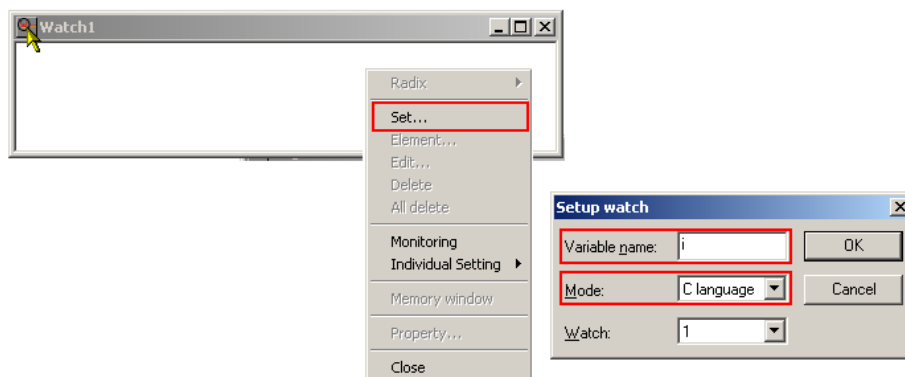 Watch1
Radix
Set...
Element...
Edit...
Delete
All delete
Monitoring
Individual Setting
Memory window
Property...
Close
Setup watch
Variable name: i OK
Mode: C language Cancel
Watch: 1